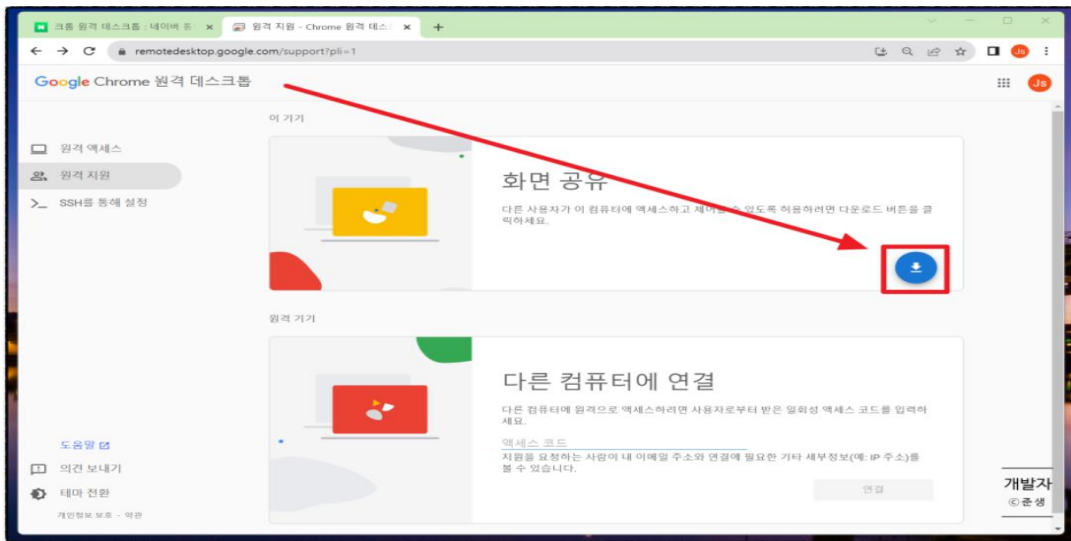 크롬 원격 데스크톱 : 네이버 통
원격 지원 - Chrome 원격 데스
remotedesktop.google.com/support?pli=1
Js
Google Chrome 원격 데스크톱
Js
이 기기
원격 액세스
원격 지원
>_ SSH를 통해 설정
화면 공유
다른 사용자가 이 컴퓨터에 액세스하고 제어할 수 있도록 허용하려면 다운로드 버튼을 클
릭하세요.
원격 기기
다른 컴퓨터에 연결
다른 컴퓨터에 원격으로 액세스하려면 사용자로부터 받은 일회성 액세스 코드를 입력하
세요.
액세스 코드
지원을 요청하는 사람이 내 이메일 주소와 연결에 필요한 기타 세부정보(예: IP 주소)를
볼 수 있습니다.
연결
도움말
의견 보내기
테마 전환
개인정보 보호 - 약관
개발자
©준생